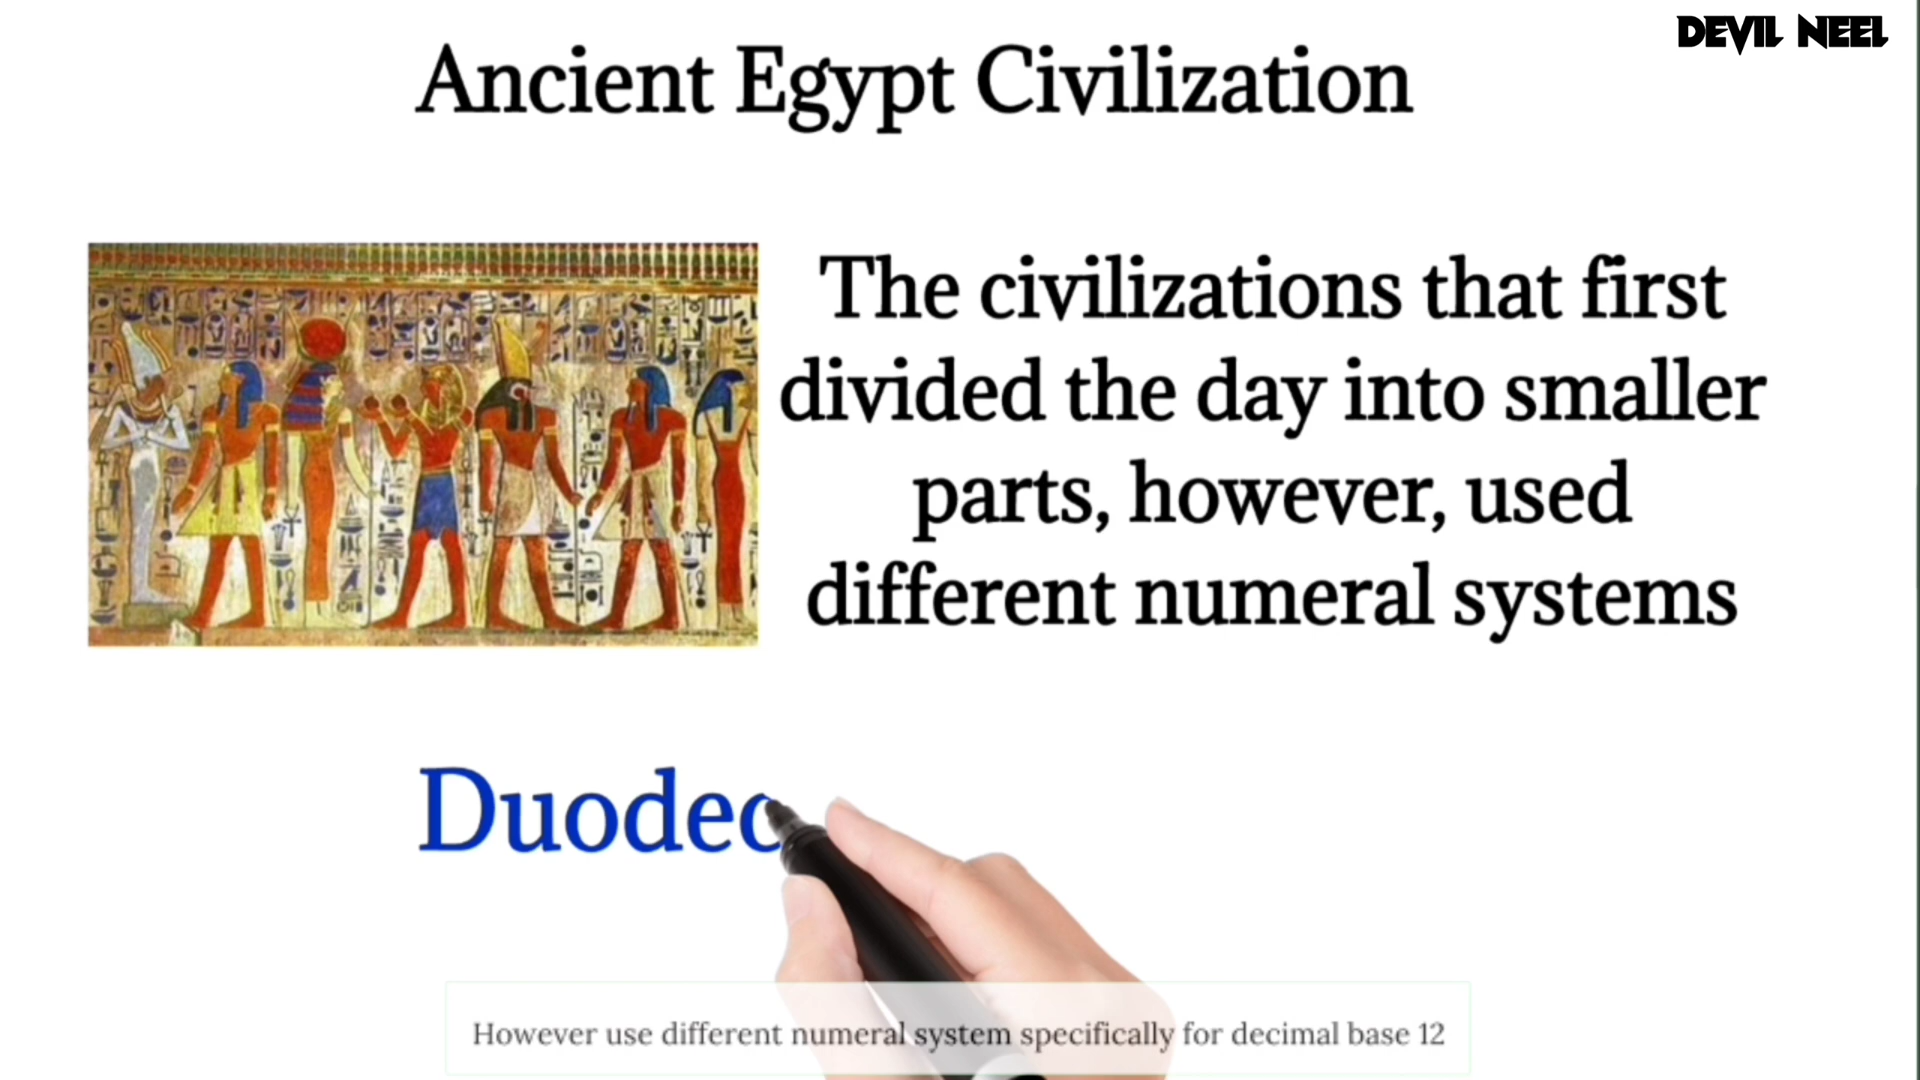 DEVIL NEEL
Ancient Egypt Civilization
The civilizations that first
divided the day into smaller
parts, however, used
different numeral systems
Duodec
However use different numeral system specifically for decimal base 12